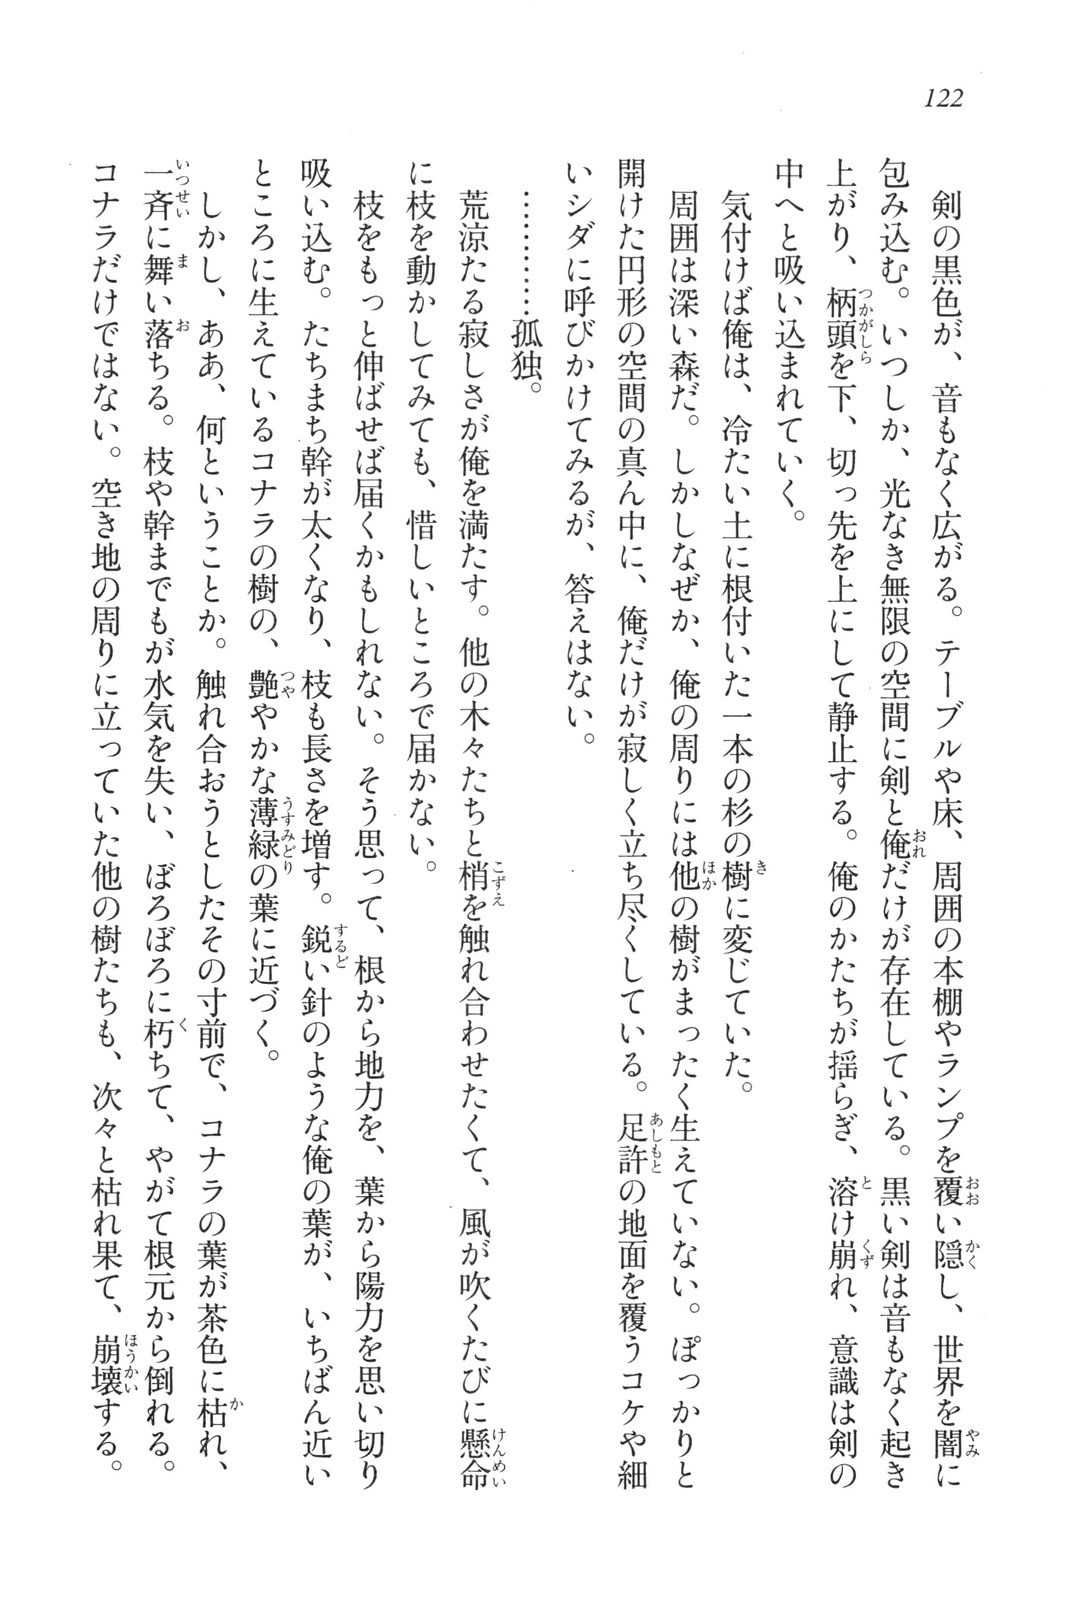 122
剣の黒色が、音もなく広がる。テーブルや床、周囲の本棚やランプを覆い隠し、世界を闇に
包み込む。いつしか、光なき無限の空間に剣と俺だけが存在している。黒い剣は音もなく起き
上がり、柄頭を下、切っ先を上にして静止する。俺のかたちが揺らぎ、溶け崩れ、意識は剣の
中へと吸い込まれていく。
気付けば俺は、冷たい土に根付いた一本の杉の樹に変じていた。
周囲は深い森だ。しかしなぜか、俺の周りには他の樹がまったく生えていない。ぽっかりと
開けた円形の空間の真ん中に、俺だけが寂しく立ち尽くしている。足許の地面を覆うコケや細
いシダに呼びかけてみるが、答えはない。
…………孤独。
荒涼たる寂しさが俺を満たす。他の木々たちと梢を触れ合わせたくて、風が吹くたびに懸命
に枝を動かしてみても、惜しいところで届かない。
枝をもっと伸ばせば届くかもしれない。そう思って、根から地力を、葉から陽力を思い切り
吸い込む。たちまち幹が太くなり、枝も長さを増す。鋭い針のような俺の葉が、いちばん近い
ところに生えているコナラの樹の、艶やかな薄緑の葉に近づく。
しかし、ああ、何ということか。触れ合おうとしたその寸前で、コナラの葉が茶色に枯れ、
一斉に舞い落ちる。枝や幹までもが水気を失い、ぼろぼろに朽ちて、やがて根元から倒れる。
コナラだけではない。空き地の周りに立っていた他の樹たちも、次々と枯れ果て、崩壊する。